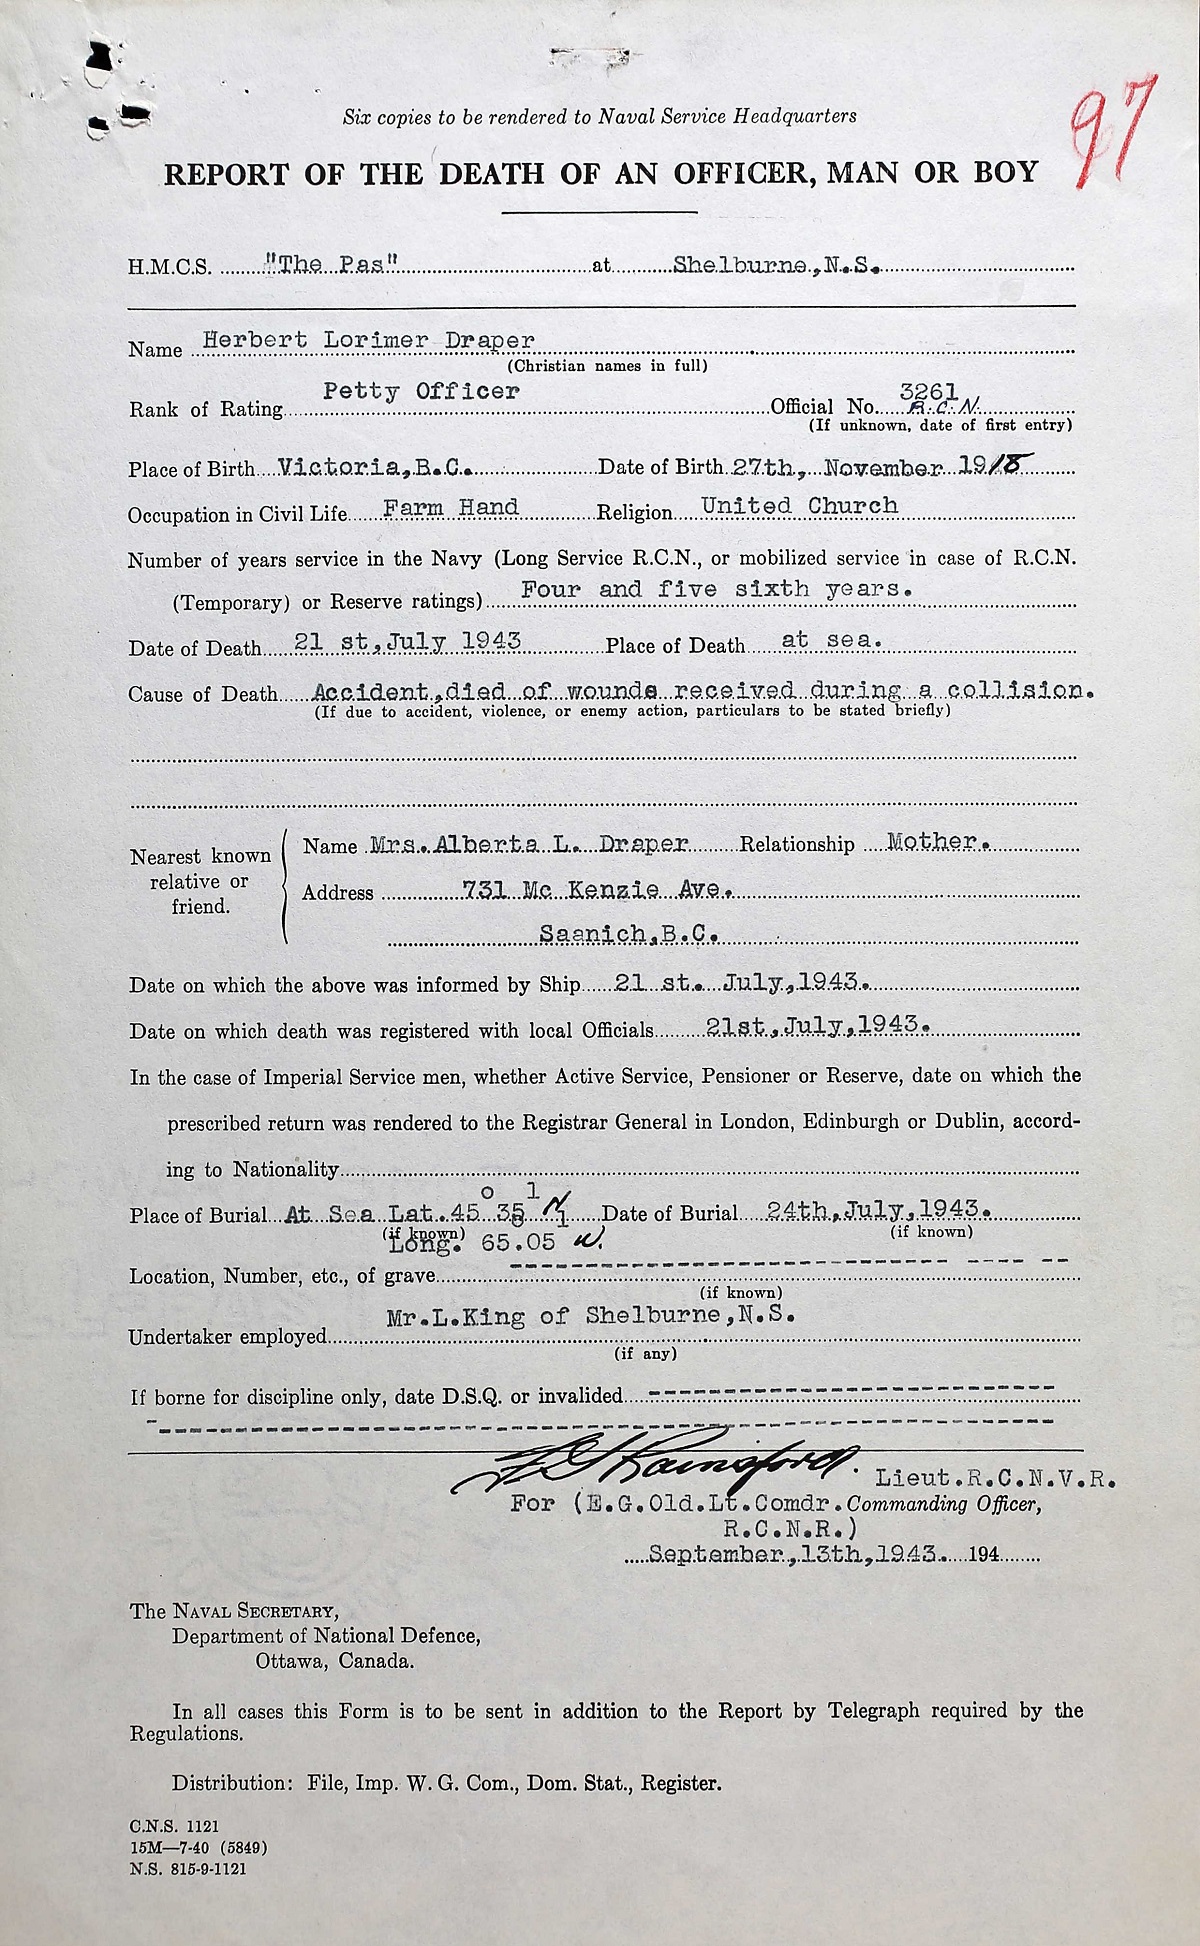 97
Six copies to be rendered to Naval Service Headquarters
REPORT OF THE DEATH OF AN OFFICER, MAN OR BOY
H.M.C.S. "The Pas" at Shelburne, N.S.
Name Herbert Lorimer Draper
(Christian names in full)
Rank of Rating Petty Officer Official No. 3261 R.C.N.
(If unknown, date of first entry)
Place of Birth Victoria, B.C. Date of Birth 27th, November 1918
Occupation in Civil Life Farm Hand Religion United Church
Number of years service in the Navy (Long Service R.C.N., or mobilized service in case of R.C.N.
(Temporary) or Reserve ratings) Four and five sixth years.
Date of Death 21 st, July 1943 Place of Death at sea.
Cause of Death Accident, died of wounds received during a collision.
(If due to accident, violence, or enemy action, particulars to be stated briefly)
Nearest known relative or friend.
Name Mrs. Alberta L. Draper Relationship Mother.
Address 731 Mc Kenzie Ave.
Saanich, B.C.
Date on which the above was informed by Ship 21 st. July, 1943.
Date on which death was registered with local Officials 21st, July, 1943.
In the case of Imperial Service men, whether Active Service, Pensioner or Reserve, date on which the
prescribed return was rendered to the Registrar General in London, Edinburgh or Dublin, accord-
ing to Nationality
Place of Burial At Sea Lat. 45° 35 N Date of Burial 24th, July, 1943.
(if known) (if known)
Long. 65.05 W.
Location, Number, etc., of grave
(if known)
Undertaker employed Mr. L. King of Shelburne, N.S.
(if any)
If borne for discipline only, date D.S.Q. or invalided
Rainsford. Lieut. R.C.N.V.R.
For (E.G. Old. Lt. Comdr. Commanding Officer,
R.C.N.R.)
September, 13th, 1943. 194
The NAVAL SECRETARY,
Department of National Defence,
Ottawa, Canada.
In all cases this Form is to be sent in addition to the Report by Telegraph required by the
Regulations.
Distribution: File, Imp. W. G. Com., Dom. Stat., Register.
C.N.S. 1121
15M—7-40 (5849)
N.S. 815-9-1121